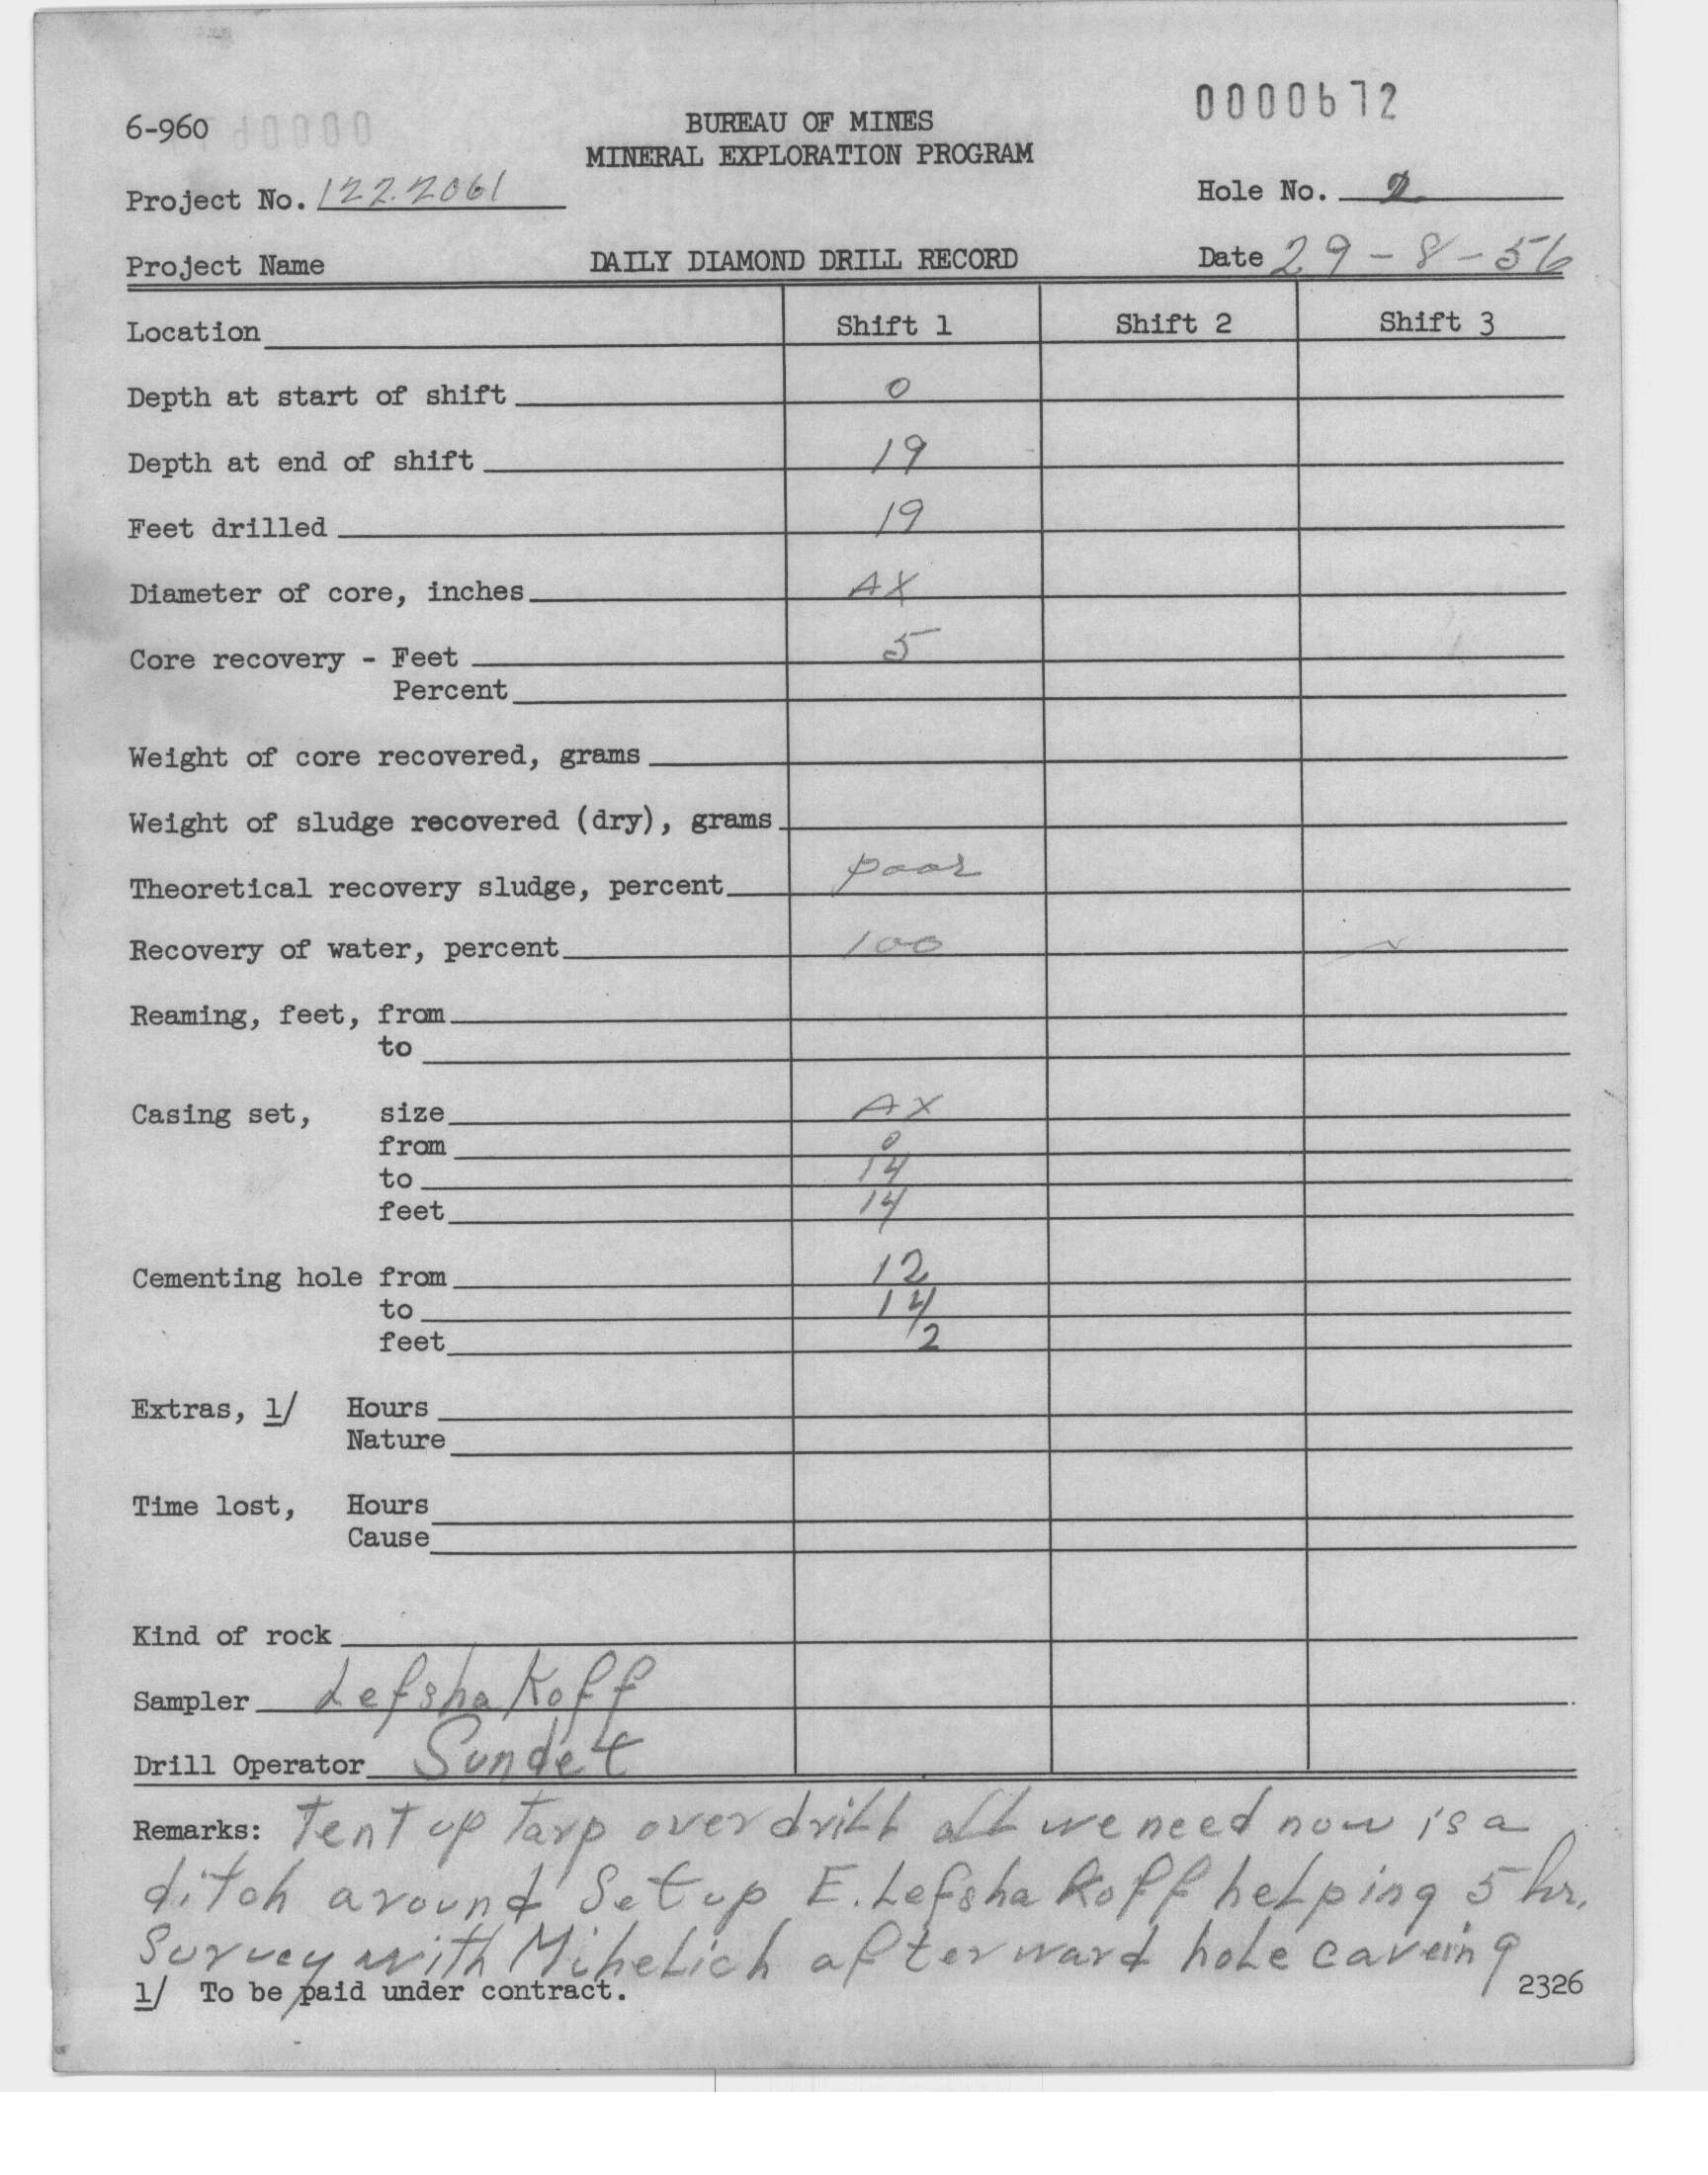 0000672
6-960
BUREAU OF MINES
MINERAL EXPLORATION PROGRAM
Project No. 122.2061
Hole No. 2
Project Name
DAILY DIAMOND DRILL RECORD
Date 29-8-56
Location Shift 1 Shift 2 Shift 3
Depth at start of shift 0
Depth at end of shift 19
Feet drilled 19
Diameter of core, inches AX
Core recovery - Feet 5
Percent
Weight of core recovered, grams
Weight of sludge recovered (dry), grams
Theoretical recovery sludge, percent poor
Recovery of water, percent 100
Reaming, feet, from
to
Casing set, size AX
from 0
to 14
feet 14
Cementing hole from 12
to 14
feet 2
Extras, 1/ Hours
Nature
Time lost, Hours
Cause
Kind of rock
Sampler Lefshakoff
Drill Operator Sundet
Remarks: Tent up Tarp over drill all we need now is a
ditch around Set up E. Lefshakoff helping 5 hr.
Survey with Mihelich afterward hole caveing
1/ To be paid under contract.
2326